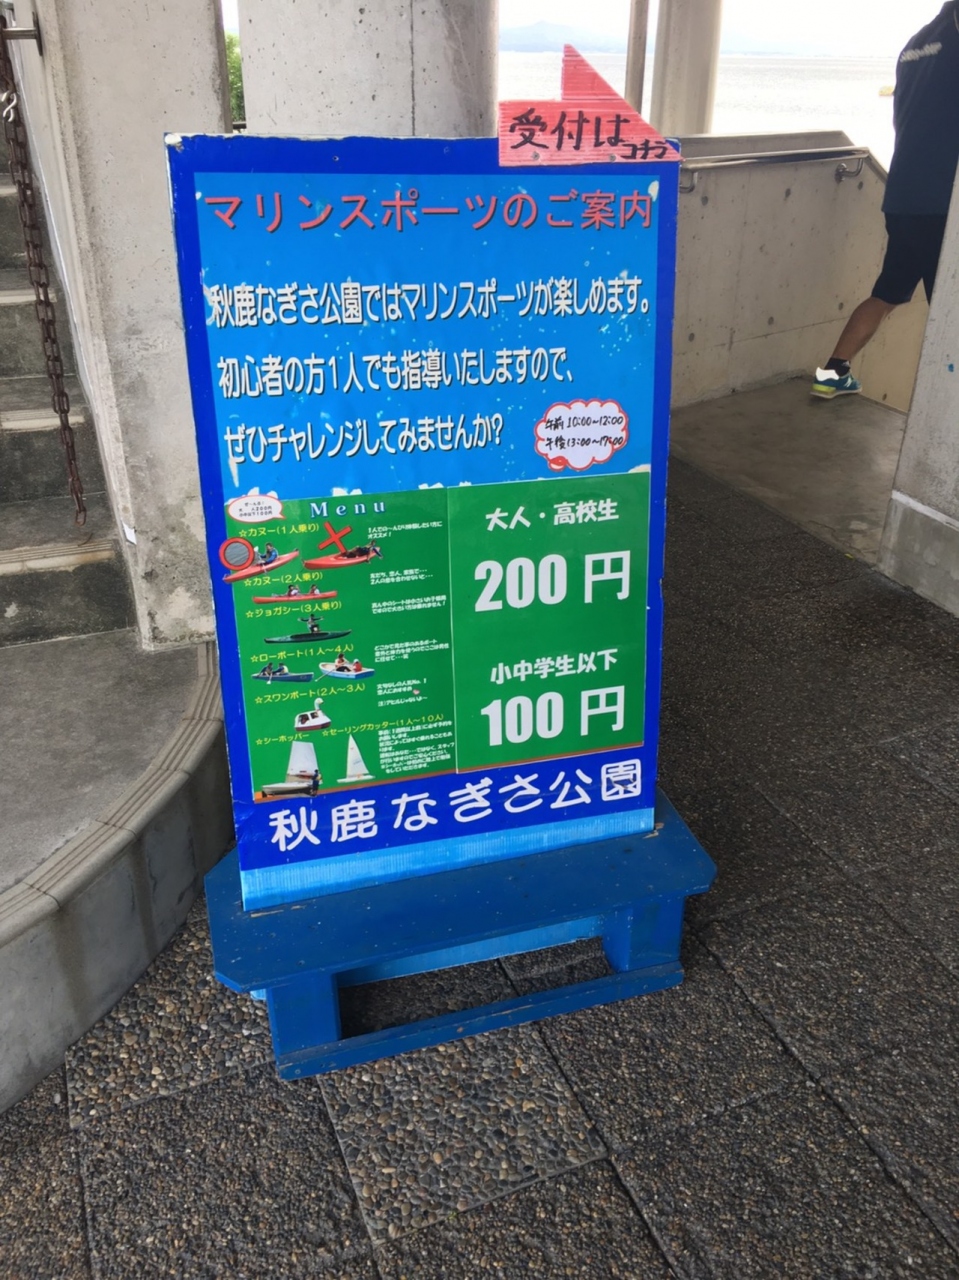 受付は
コチラ
マリンスポーツのご案内
秋鹿なぎさ公園ではマリンスポーツが楽しめます。
初心者の方1人でも指導いたしますので、
ぜひチャレンジしてみませんか?
午前 10:00~12:00
午後 13:00~17:00
Menu
☆カヌー(1人乗り)
☆カヌー(2人乗り)
☆ジョガシー(3人乗り)
☆ローボート(1人~4人)
☆スワンボート(2人~3人)
☆シーホッパー ☆セーリングカッター(1人~10人)
大人・高校生
200円
小中学生以下
100円
秋鹿なぎさ公園